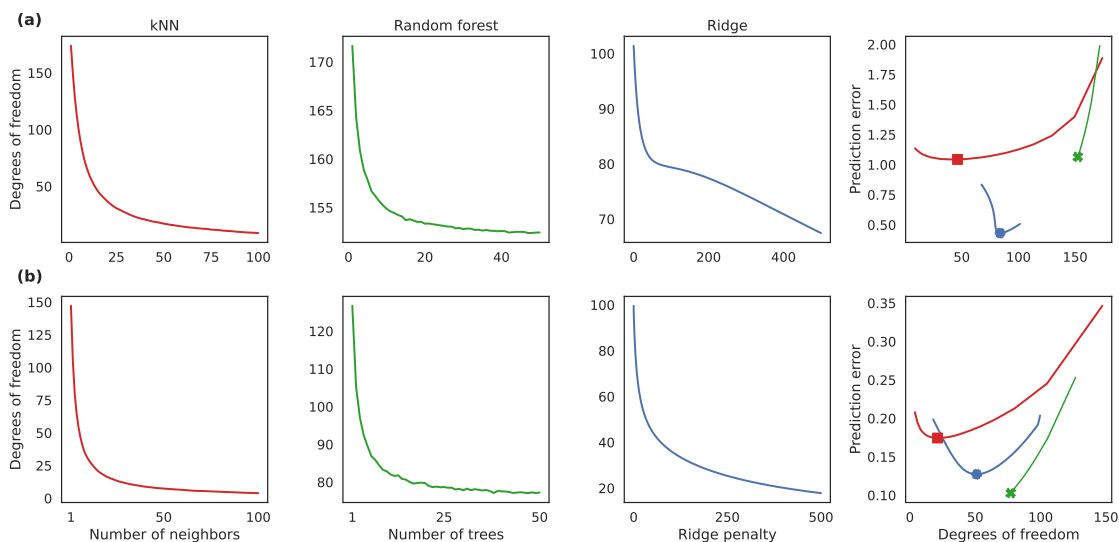 (a)
kNN
Random forest
Ridge
Degrees of freedom
150
100
50
0 25 50 75 100
170
165
160
155
0 20 40
100
90
80
70
0 200 400
Prediction error
2.00
1.75
1.50
1.25
1.00
0.75
0.50
50 100 150
(b)
Degrees of freedom
150
125
100
75
50
25
0
1 50 100
Number of neighbors
120
110
100
90
80
1 25 50
Number of trees
100
80
60
40
20
0 100 200 300 400 500
Ridge penalty
Prediction error
0.35
0.30
0.25
0.20
0.15
0.10
0 50 100 150
Degrees of freedom